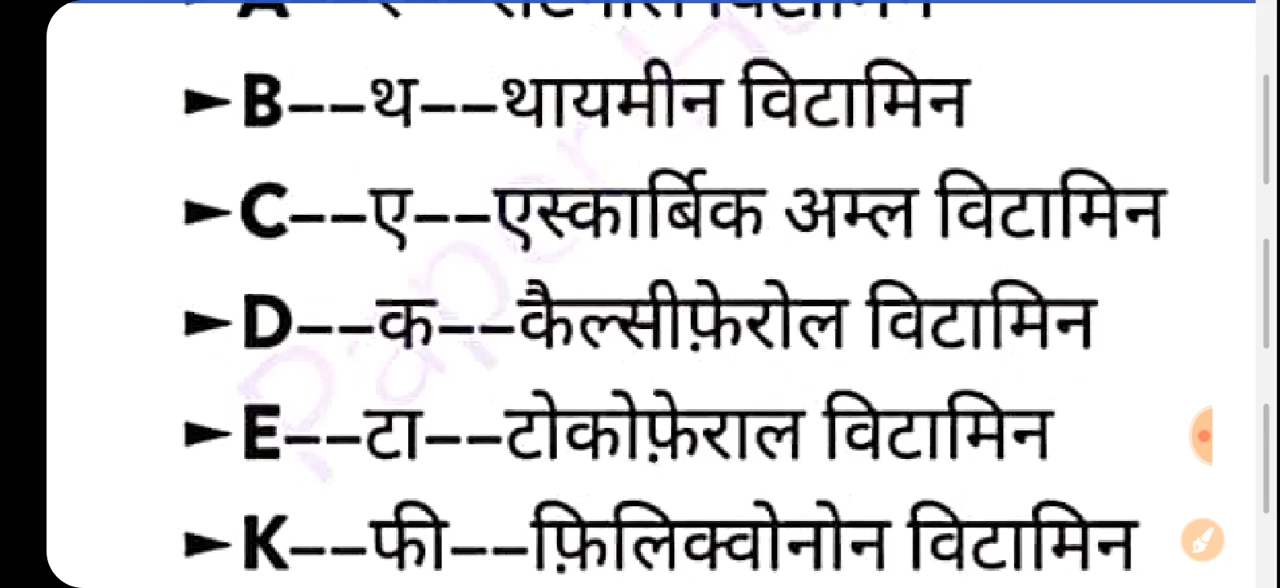 ►B--थ--थायमीन विटामिन
►C--ए--एस्कार्बिक अम्ल विटामिन
►D--क--कैल्सीफ़ेरोल विटामिन
►E--टा--टोकोफ़ेराल विटामिन
►K--फी--फ़िलिक्वोनोन विटामिन